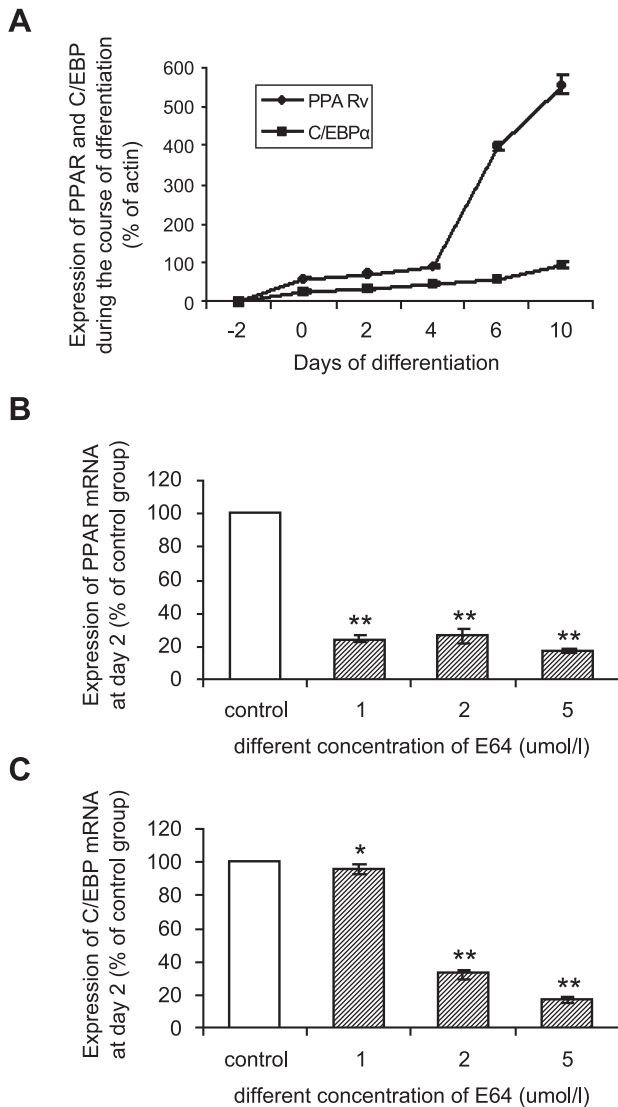 A
Expression of PPAR and C/EBP
during the course of dfferentiation
(% of actin)
600
500
400
300
200
100
0
PPA Rv
C/EBPα
-2 0 2 4 6 10
Days of differentiation
B
Expression of PPAR mRNA
at day 2 (% of control group)
120
100
80
60
40
20
0
** ** **
control 1 2 5
different concentration of E64 (umol/l)
C
Expression of C/EBP mRNA
at day 2 (% of control group)
120
100
80
60
40
20
0
* ** **
control 1 2 5
different concentration of E64 (umol/l)